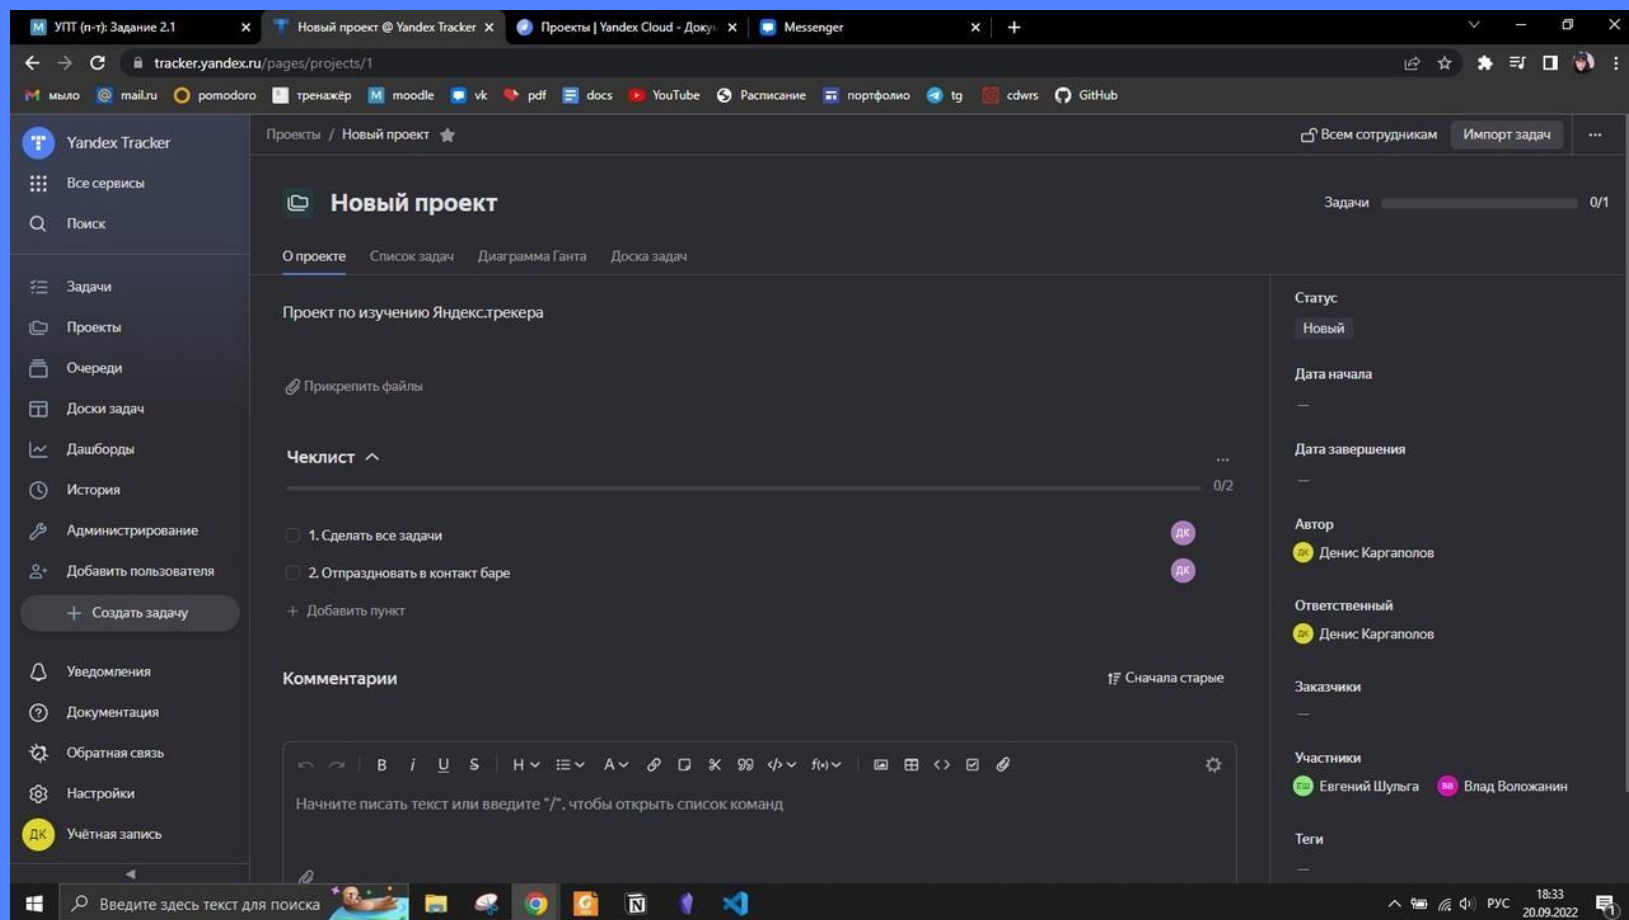 УПТ (п-т): Задание 2.1
Новый проект @ Yandex Tracker
Проекты | Yandex Cloud - Доку
Messenger
tracker.yandex.ru/pages/projects/1
мыло
mail.ru
pomodoro
тренажёр
moodle
vk
pdf
docs
YouTube
Расписание
портфолио
tg
cdwrs
GitHub
Yandex Tracker
Все сервисы
Поиск
Задачи
Проекты
Очереди
Доски задач
Дашборды
История
Администрирование
Добавить пользователя
+ Создать задачу
Уведомления
Документация
Обратная связь
Настройки
ДК Учётная запись
Проекты / Новый проект
Всем сотрудникам
Импорт задач
Новый проект
Задачи 0/1
О проекте
Список задач
Диаграмма Ганта
Доска задач
Проект по изучению Яндекс.трекера
Прикрепить файлы
Чеклист
0/2
1. Сделать все задачи ДК
2. Отпраздновать в контакт баре ДК
+ Добавить пункт
Комментарии
Сначала старые
B i U S H A f(x)
Начните писать текст или введите "/", чтобы открыть список команд
Статус
Новый
Дата начала
—
Дата завершения
—
Автор
ДК Денис Каргаполов
Ответственный
ДК Денис Каргаполов
Заказчики
—
Участники
ЕШ Евгений Шульга ВВ Влад Воложанин
Теги
—
Введите здесь текст для поиска
РУС
18:33
20.09.2022
1